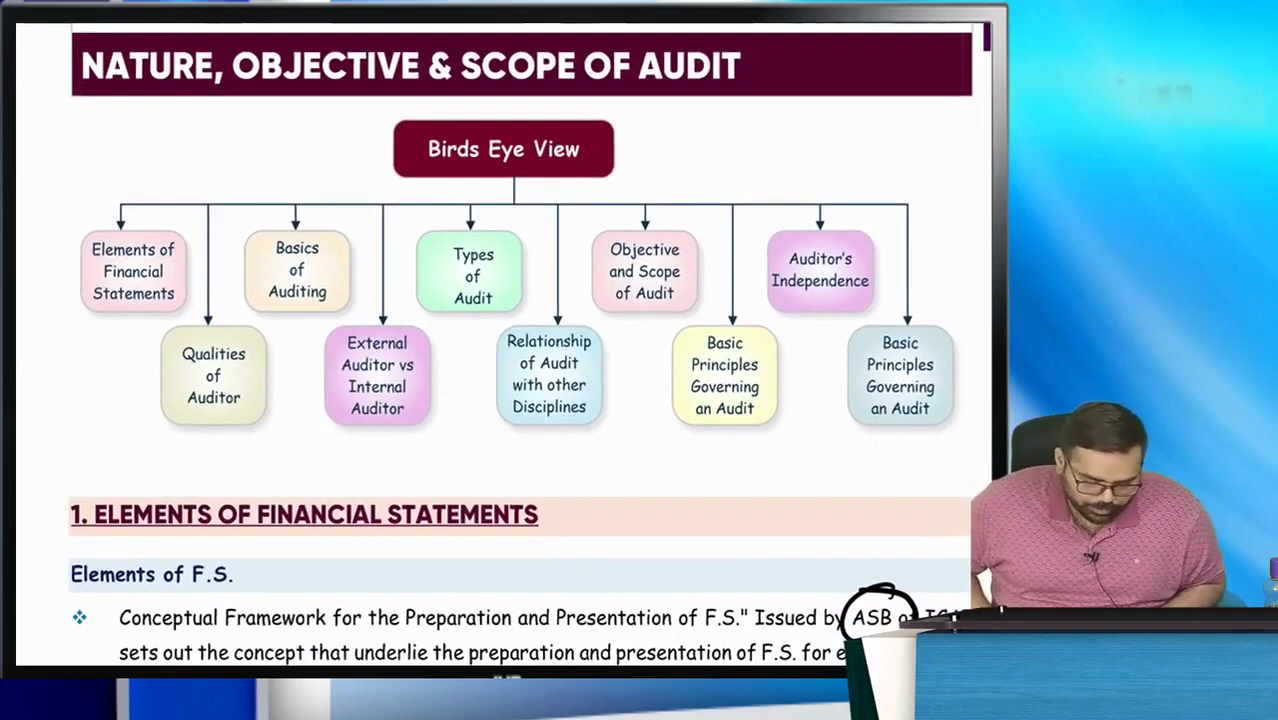 NATURE, OBJECTIVE & SCOPE OF AUDIT
Birds Eye View
Elements of
Financial
Statements
Basics
of
Auditing
Types
of
Audit
Objective
and Scope
of Audit
Auditor's
Independence
Qualities
of
Auditor
External
Auditor vs
Internal
Auditor
Relationship
of Audit
with other
Disciplines
Basic
Principles
Governing
an Audit
Basic
Principles
Governing
an Audit
1. ELEMENTS OF FINANCIAL STATEMENTS
Elements of F.S.
Conceptual Framework for the Preparation and Presentation of F.S." Issued by ASB
sets out the concept that underlie the preparation and presentation of F.S. for